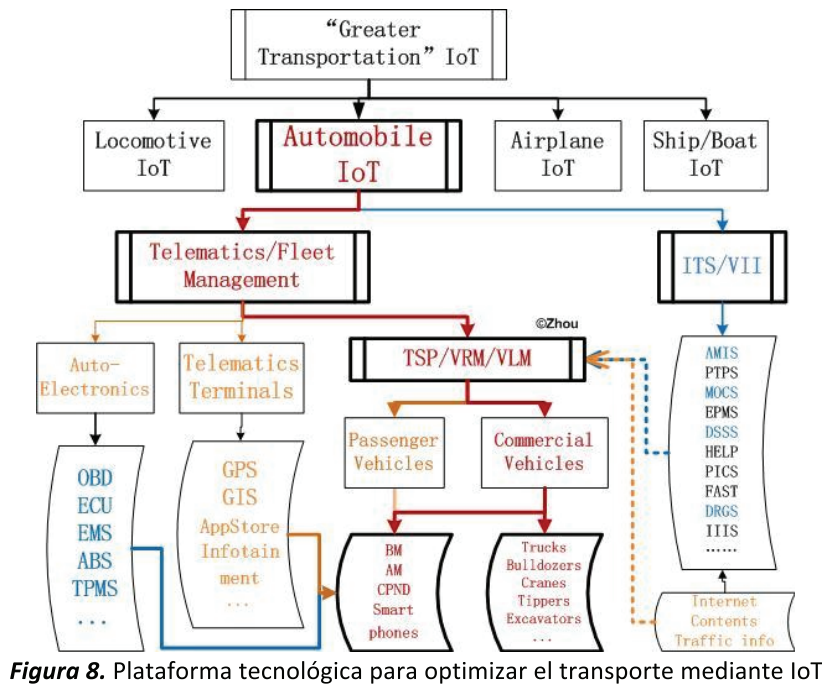 “Greater
Transportation” IoT
Locomotive
IoT
Automobile
IoT
Airplane
IoT
Ship/Boat
IoT
Telematics/Fleet
Management
ITS/VII
©Zhou
Auto-
Electronics
Telematics
Terminals
TSP/VRM/VLM
AMIS
PTPS
MOCS
EPMS
DSSS
HELP
PICS
FAST
DRGS
IIIS
......
Passenger
Vehicles
Commercial
Vehicles
OBD
ECU
EMS
ABS
TPMS
...
GPS
GIS
AppStore
Infotain
ment
...
BM
AM
CPND
Smart
phones
Trucks
Bulldozers
Cranes
Tippers
Excavators
...
Internet
Contents
Traffic info
Figura 8. Plataforma tecnológica para optimizar el transporte mediante IoT